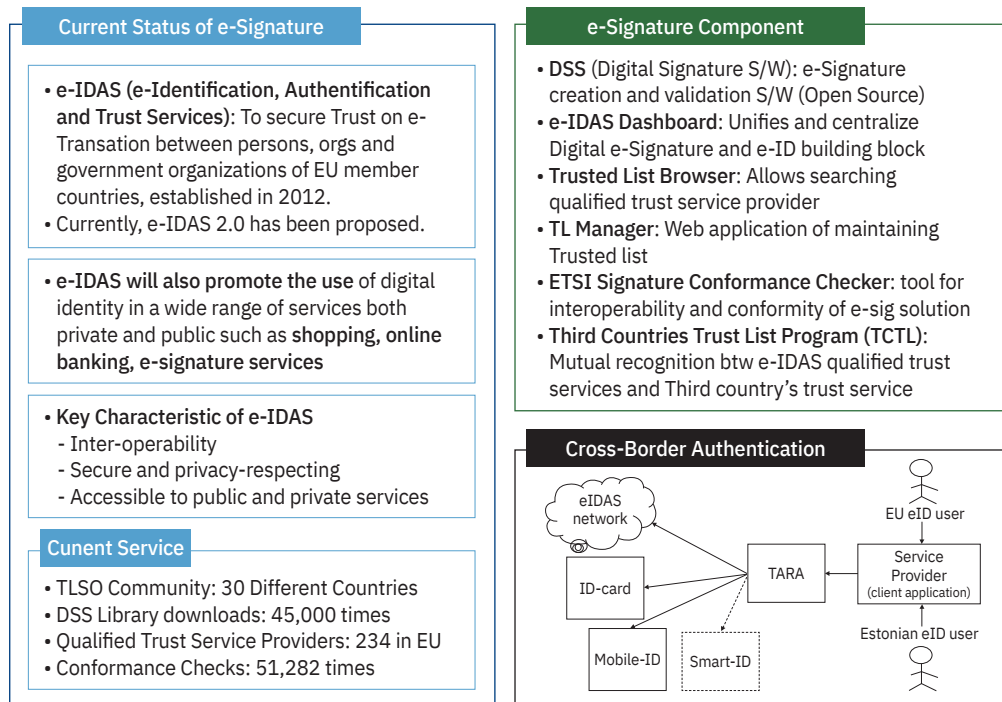 Current Status of e-Signature
• e-IDAS (e-Identification, Authentification
and Trust Services): To secure Trust on e-
Transation between persons, orgs and
government organizations of EU member
countries, established in 2012.
• Currently, e-IDAS 2.0 has been proposed.
• e-IDAS will also promote the use of digital
identity in a wide range of services both
private and public such as shopping, online
banking, e-signature services
• Key Characteristic of e-IDAS
- Inter-operability
- Secure and privacy-respecting
- Accessible to public and private services
Cunent Service
• TLSO Community: 30 Different Countries
• DSS Library downloads: 45,000 times
• Qualified Trust Service Providers: 234 in EU
• Conformance Checks: 51,282 times
e-Signature Component
• DSS (Digital Signature S/W): e-Signature
creation and validation S/W (Open Source)
• e-IDAS Dashboard: Unifies and centralize
Digital e-Signature and e-ID building block
• Trusted List Browser: Allows searching
qualified trust service provider
• TL Manager: Web application of maintaining
Trusted list
• ETSI Signature Conformance Checker: tool for
interoperability and conformity of e-sig solution
• Third Countries Trust List Program (TCTL):
Mutual recognition btw e-IDAS qualified trust
services and Third country's trust service
Cross-Border Authentication
eIDAS
network
ID-card
Mobile-ID
Smart-ID
TARA
EU eID user
Service
Provider
(client application)
Estonian eID user